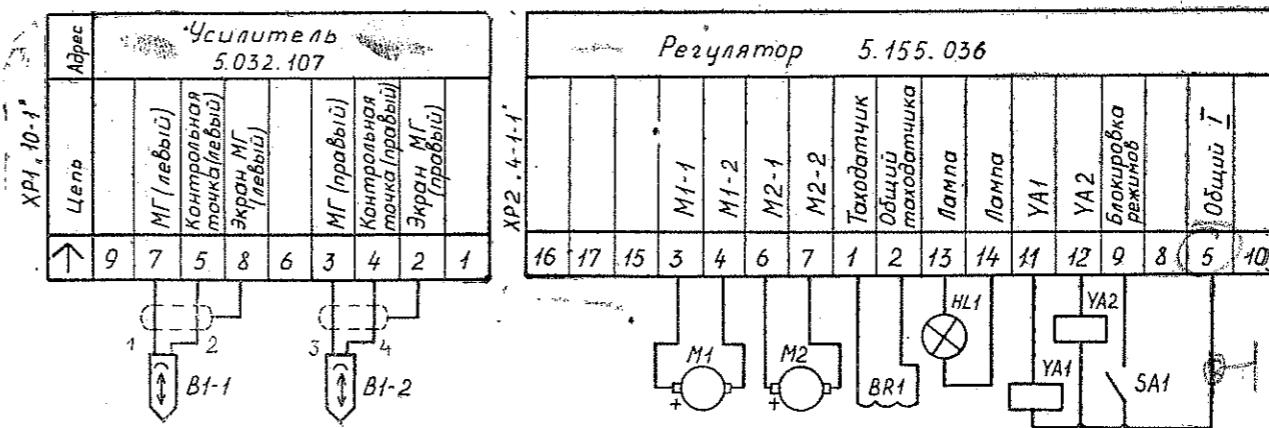 XP1 „10-1"
Адрес
Усилитель
5.032.107
Цепь
МГ (левый)
Контрольная
точка (левый)
Экран МГ
(левый)
МГ (правый)
Контрольная
точка (правый)
Экран МГ
(правый)
9 7 5 8 6 3 4 2 1
1 2 3 4
B1-1
B1-2
XP2 „4-1-1"
Регулятор 5.155.036
M1-1
M1-2
M2-1
M2-2
Таходатчик
Общий
таходатчика
Лампа
Лампа
YA1
YA2
Блокировка
режимов
Общий I
16 17 15 3 4 6 7 1 2 13 14 11 12 9 8 5 10
M1
+
M2
+
BR1
HL1
YA1
YA2
SA1